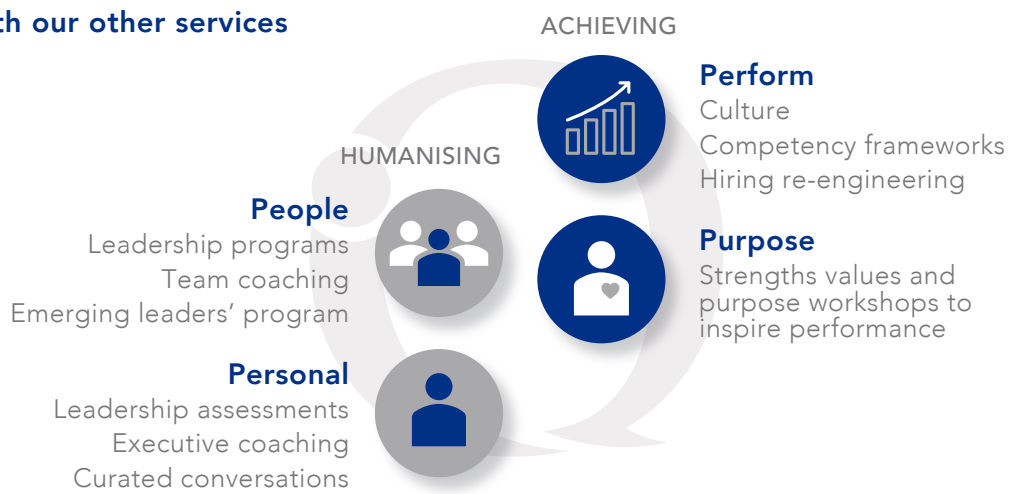 th our other services
ACHIEVING
Perform
Culture
Competency frameworks
Hiring re-engineering
HUMANISING
People
Leadership programs
Team coaching
Emerging leaders’ program
Purpose
Strengths values and
purpose workshops to
inspire performance
Personal
Leadership assessments
Executive coaching
Curated conversations